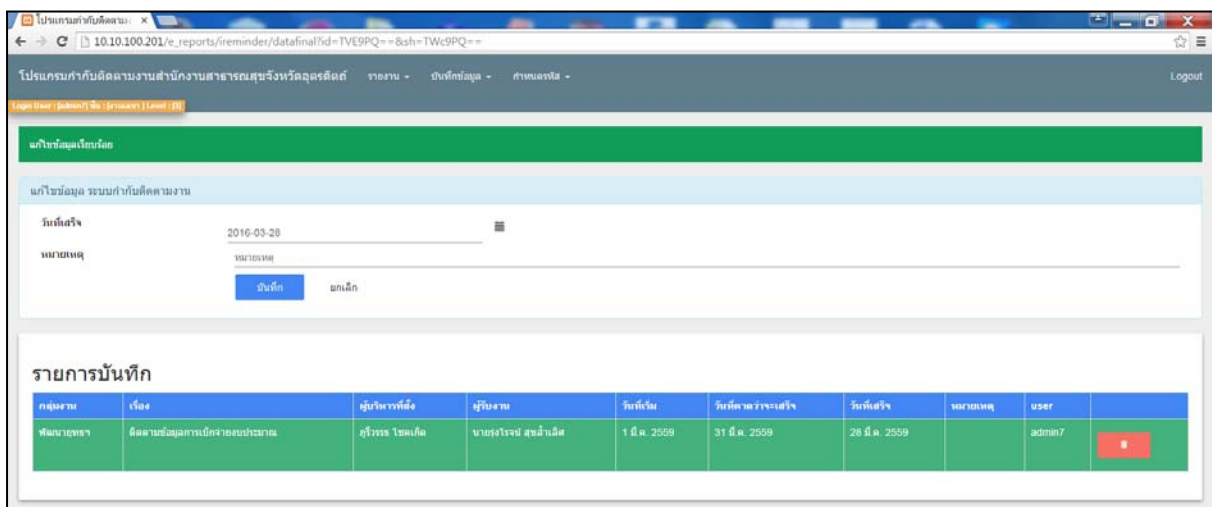 โปรแกรมกำกับติดตาม
10.10.100.201/e_reports/ireminder/datafinal?id=TVE9PQ==&sh=TWc9PQ==
โปรแกรมกำกับติดตามงานสำนักงานสาธารณสุขจังหวัดอุตรดิตถ์ รายงาน บันทึกข้อมูล กำหนดรหัส Logout
Login User : [admin7] ชื่อ : Level : [3]
แก้ไขข้อมูลเรียบร้อย
แก้ไขข้อมูล ระบบกำกับติดตามงาน
วันที่เสร็จ
2016-03-28
หมายเหตุ
หมายเหตุ
บันทึก ยกเลิก
รายการบันทึก
กลุ่มงาน เรื่อง ผู้บริหารที่สั่ง ผู้รับงาน วันที่เริ่ม วันที่คาดว่าจะเสร็จ วันที่เสร็จ หมายเหตุ user
พัฒนายุทธฯ ติดตามข้อมูลการเบิกจ่ายงบประมาณ ภูวีวรรธ โชคเกิด นายรุ่งโรจน์ สุขล้ำเลิศ 1 มี.ค. 2559 31 มี.ค. 2559 28 มี.ค. 2559 admin7